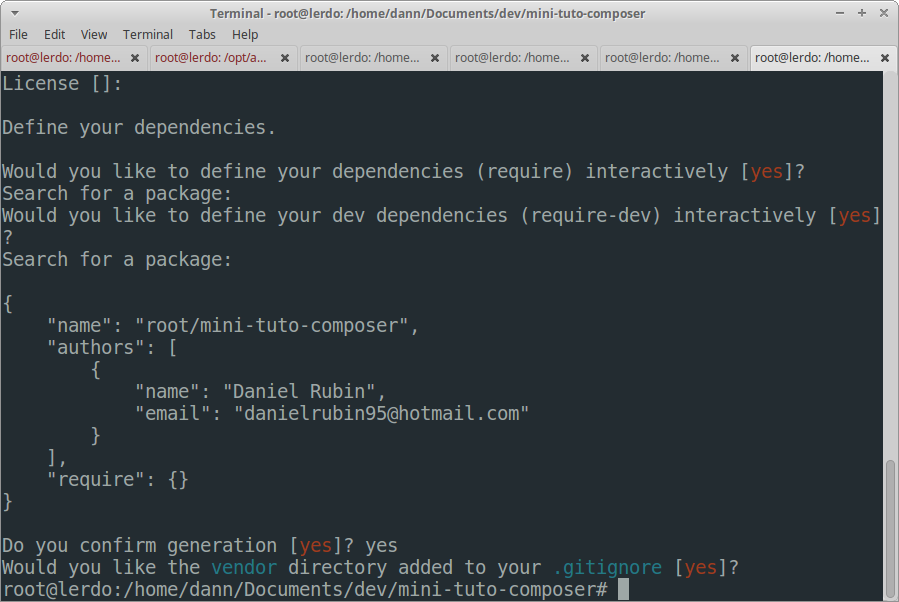 Terminal - root@lerdo: /home/dann/Documents/dev/mini-tuto-composer
File Edit View Terminal Tabs Help
root@lerdo: /home... root@lerdo: /opt/a... root@lerdo: /home... root@lerdo: /home... root@lerdo: /home... root@lerdo: /home...
License []:
Define your dependencies.
Would you like to define your dependencies (require) interactively [yes]?
Search for a package:
Would you like to define your dev dependencies (require-dev) interactively [yes]
?
Search for a package:
{
    "name": "root/mini-tuto-composer",
    "authors": [
        {
            "name": "Daniel Rubin",
            "email": "danielrubin95@hotmail.com"
        }
    ],
    "require": {}
}
Do you confirm generation [yes]? yes
Would you like the vendor directory added to your .gitignore [yes]?
root@lerdo:/home/dann/Documents/dev/mini-tuto-composer#